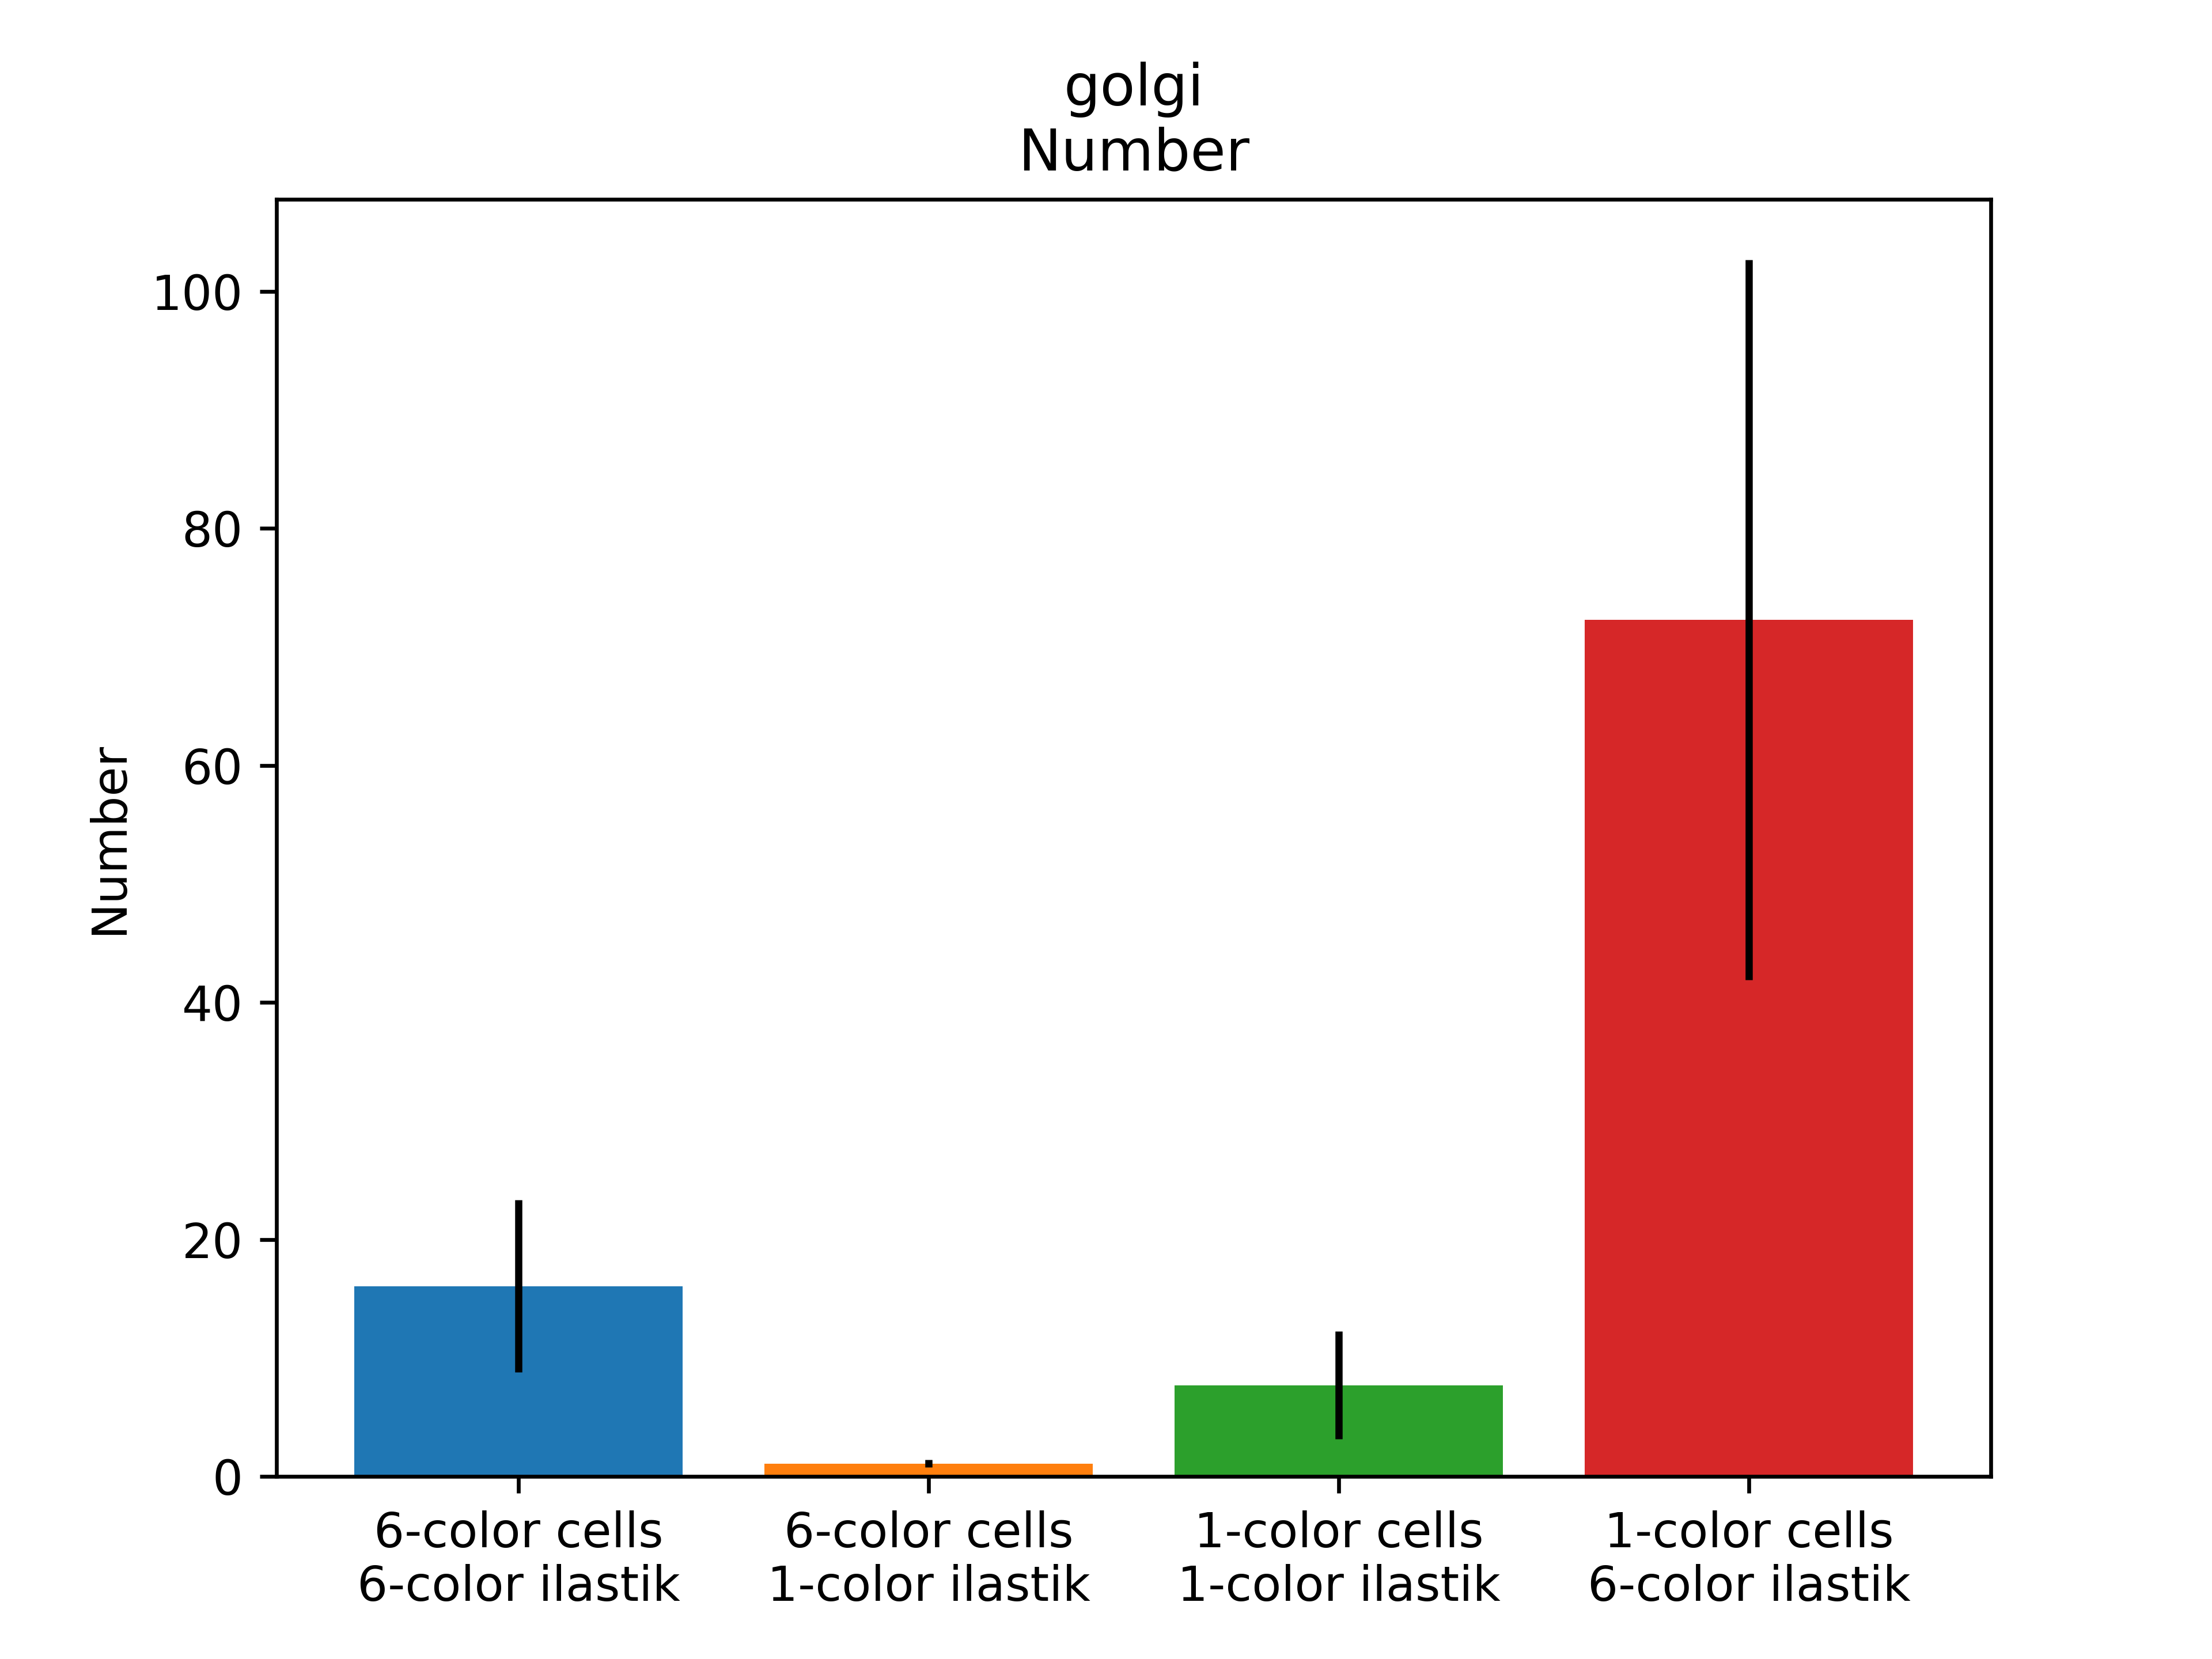 golgi
Number
100
80
60
40
20
0
Number
6-color cells
6-color ilastik
6-color cells
1-color ilastik
1-color cells
1-color ilastik
1-color cells
6-color ilastik